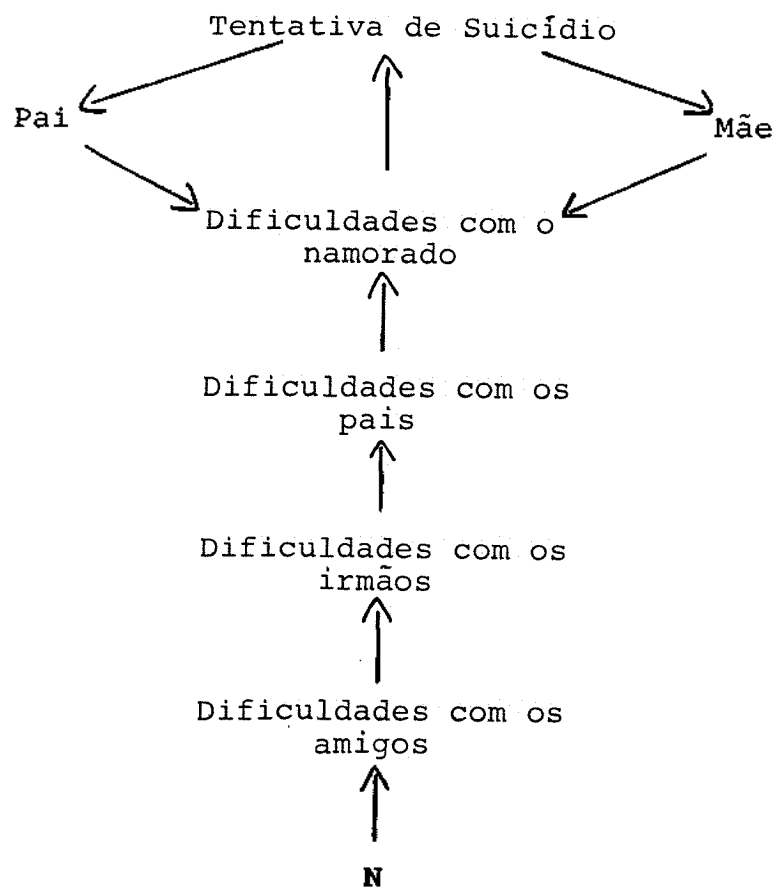 Tentativa de Suicídio
Pai
Mãe
Dificuldades com o
namorado
Dificuldades com os
pais
Dificuldades com os
irmãos
Dificuldades com os
amigos
N